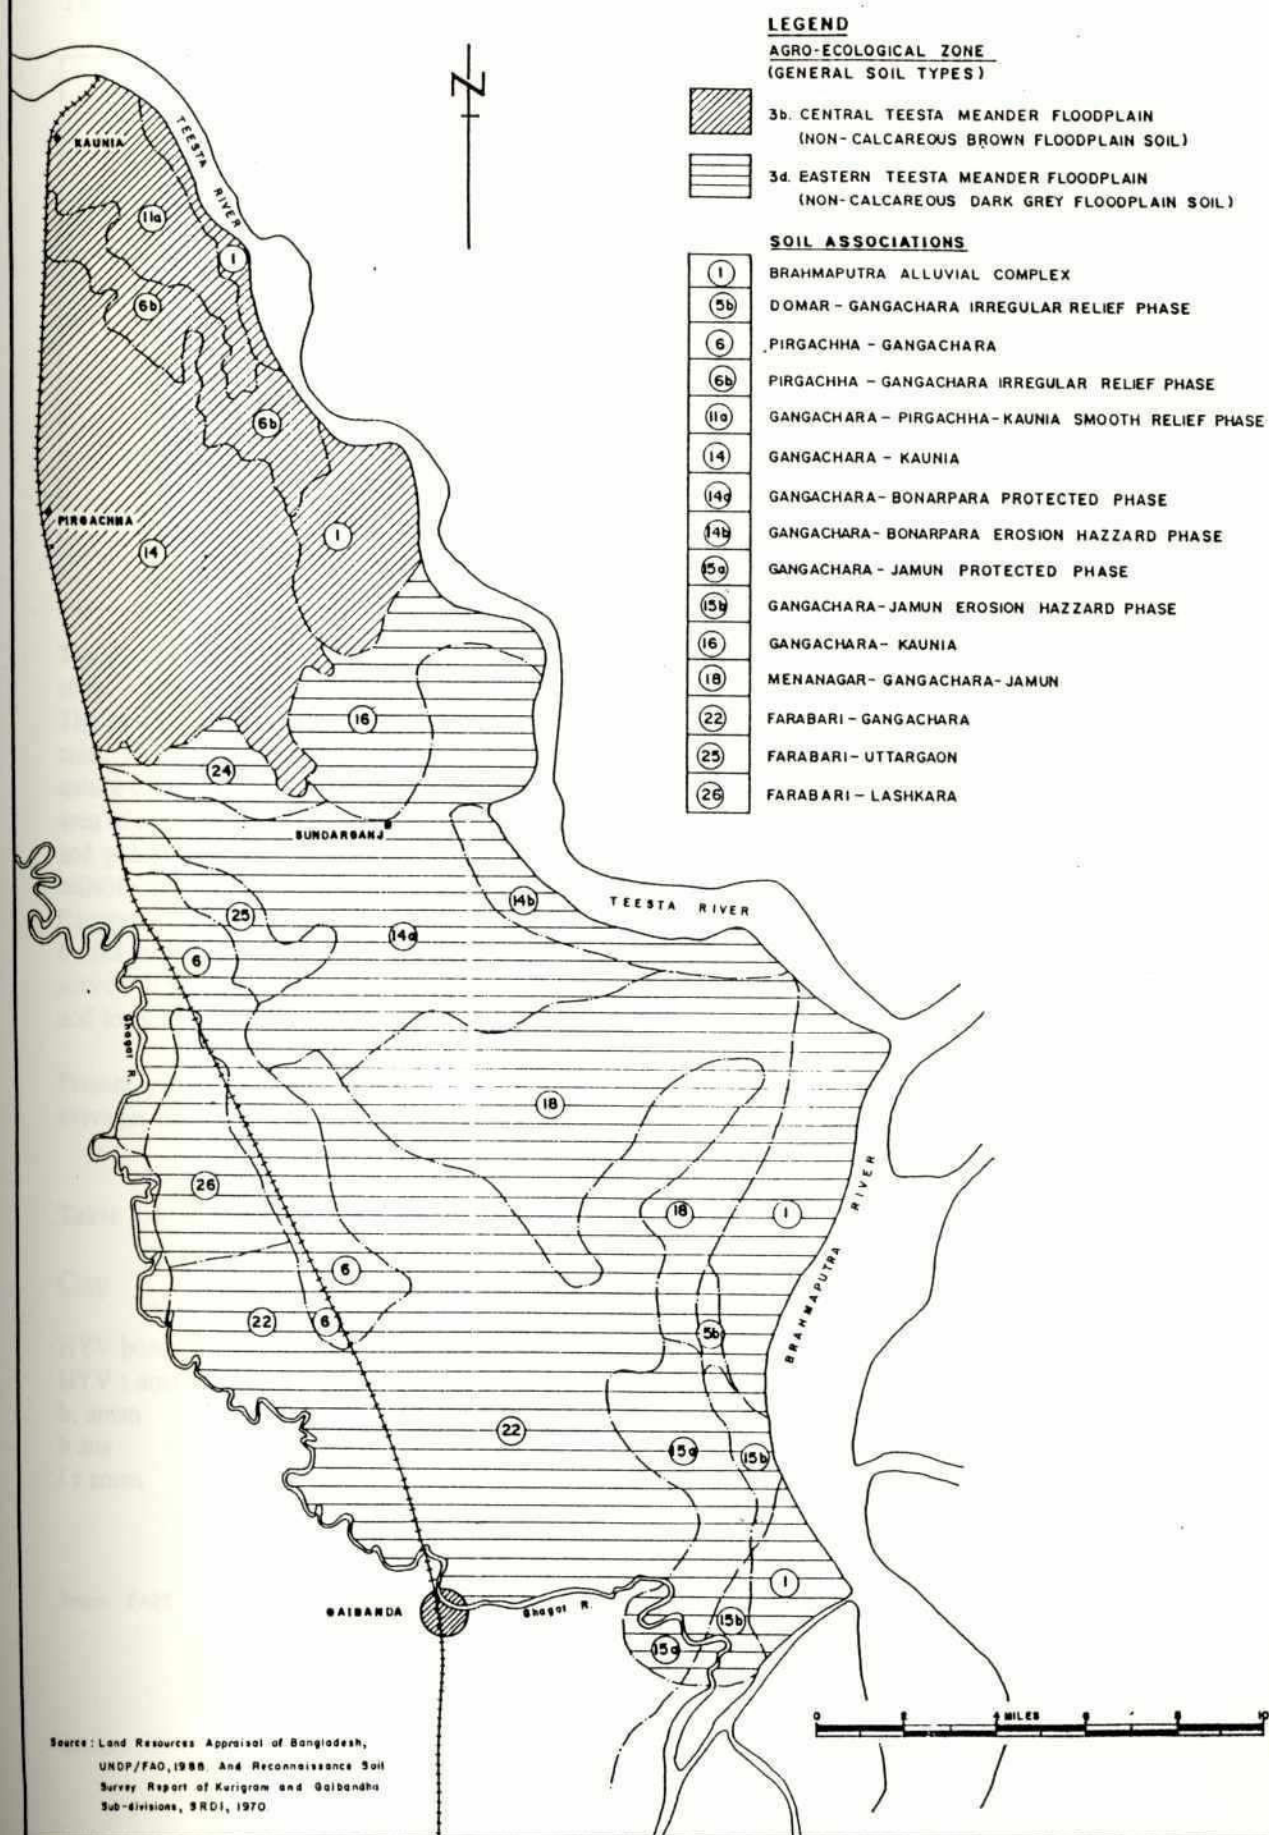 LEGEND
AGRO-ECOLOGICAL ZONE
(GENERAL SOIL TYPES)
3b. CENTRAL TEESTA MEANDER FLOODPLAIN
(NON-CALCAREOUS BROWN FLOODPLAIN SOIL)
3d. EASTERN TEESTA MEANDER FLOODPLAIN
(NON-CALCAREOUS DARK GREY FLOODPLAIN SOIL)
SOIL ASSOCIATIONS
1 BRAHMAPUTRA ALLUVIAL COMPLEX
5b DOMAR - GANGACHARA IRREGULAR RELIEF PHASE
6 PIRGACHHA - GANGACHARA
6b PIRGACHHA - GANGACHARA IRREGULAR RELIEF PHASE
11a GANGACHARA - PIRGACHHA-KAUNIA SMOOTH RELIEF PHASE
14 GANGACHARA - KAUNIA
14a GANGACHARA- BONARPARA PROTECTED PHASE
14b GANGACHARA- BONARPARA EROSION HAZZARD PHASE
15a GANGACHARA - JAMUN PROTECTED PHASE
15b GANGACHARA-JAMUN EROSION HAZZARD PHASE
16 GANGACHARA- KAUNIA
18 MENANAGAR- GANGACHARA-JAMUN
22 FARABARI - GANGACHARA
25 FARABARI- UTTARGAON
26 FARABARI - LASHKARA
N
KAUNIA
TEESTA RIVER
11a
1
6b
6b
PIRGACHHA
14
1
16
24
SUNDARGANJ
14b
TEESTA RIVER
25
14a
6
Ghagot R.
18
26
18
1
BRAHMAPUTRA RIVER
6
22
6
5b
22
15a
15b
1
GAIBANDA
Ghagot R.
15b
15a
0 2 4 MILES 6 8 10
Source: Land Resources Appraisal of Bangladesh,
UNDP/FAO, 1988. And Reconnaissance Soil
Survey Report of Kurigram and Gaibandha
Sub-divisions, SRDI, 1970